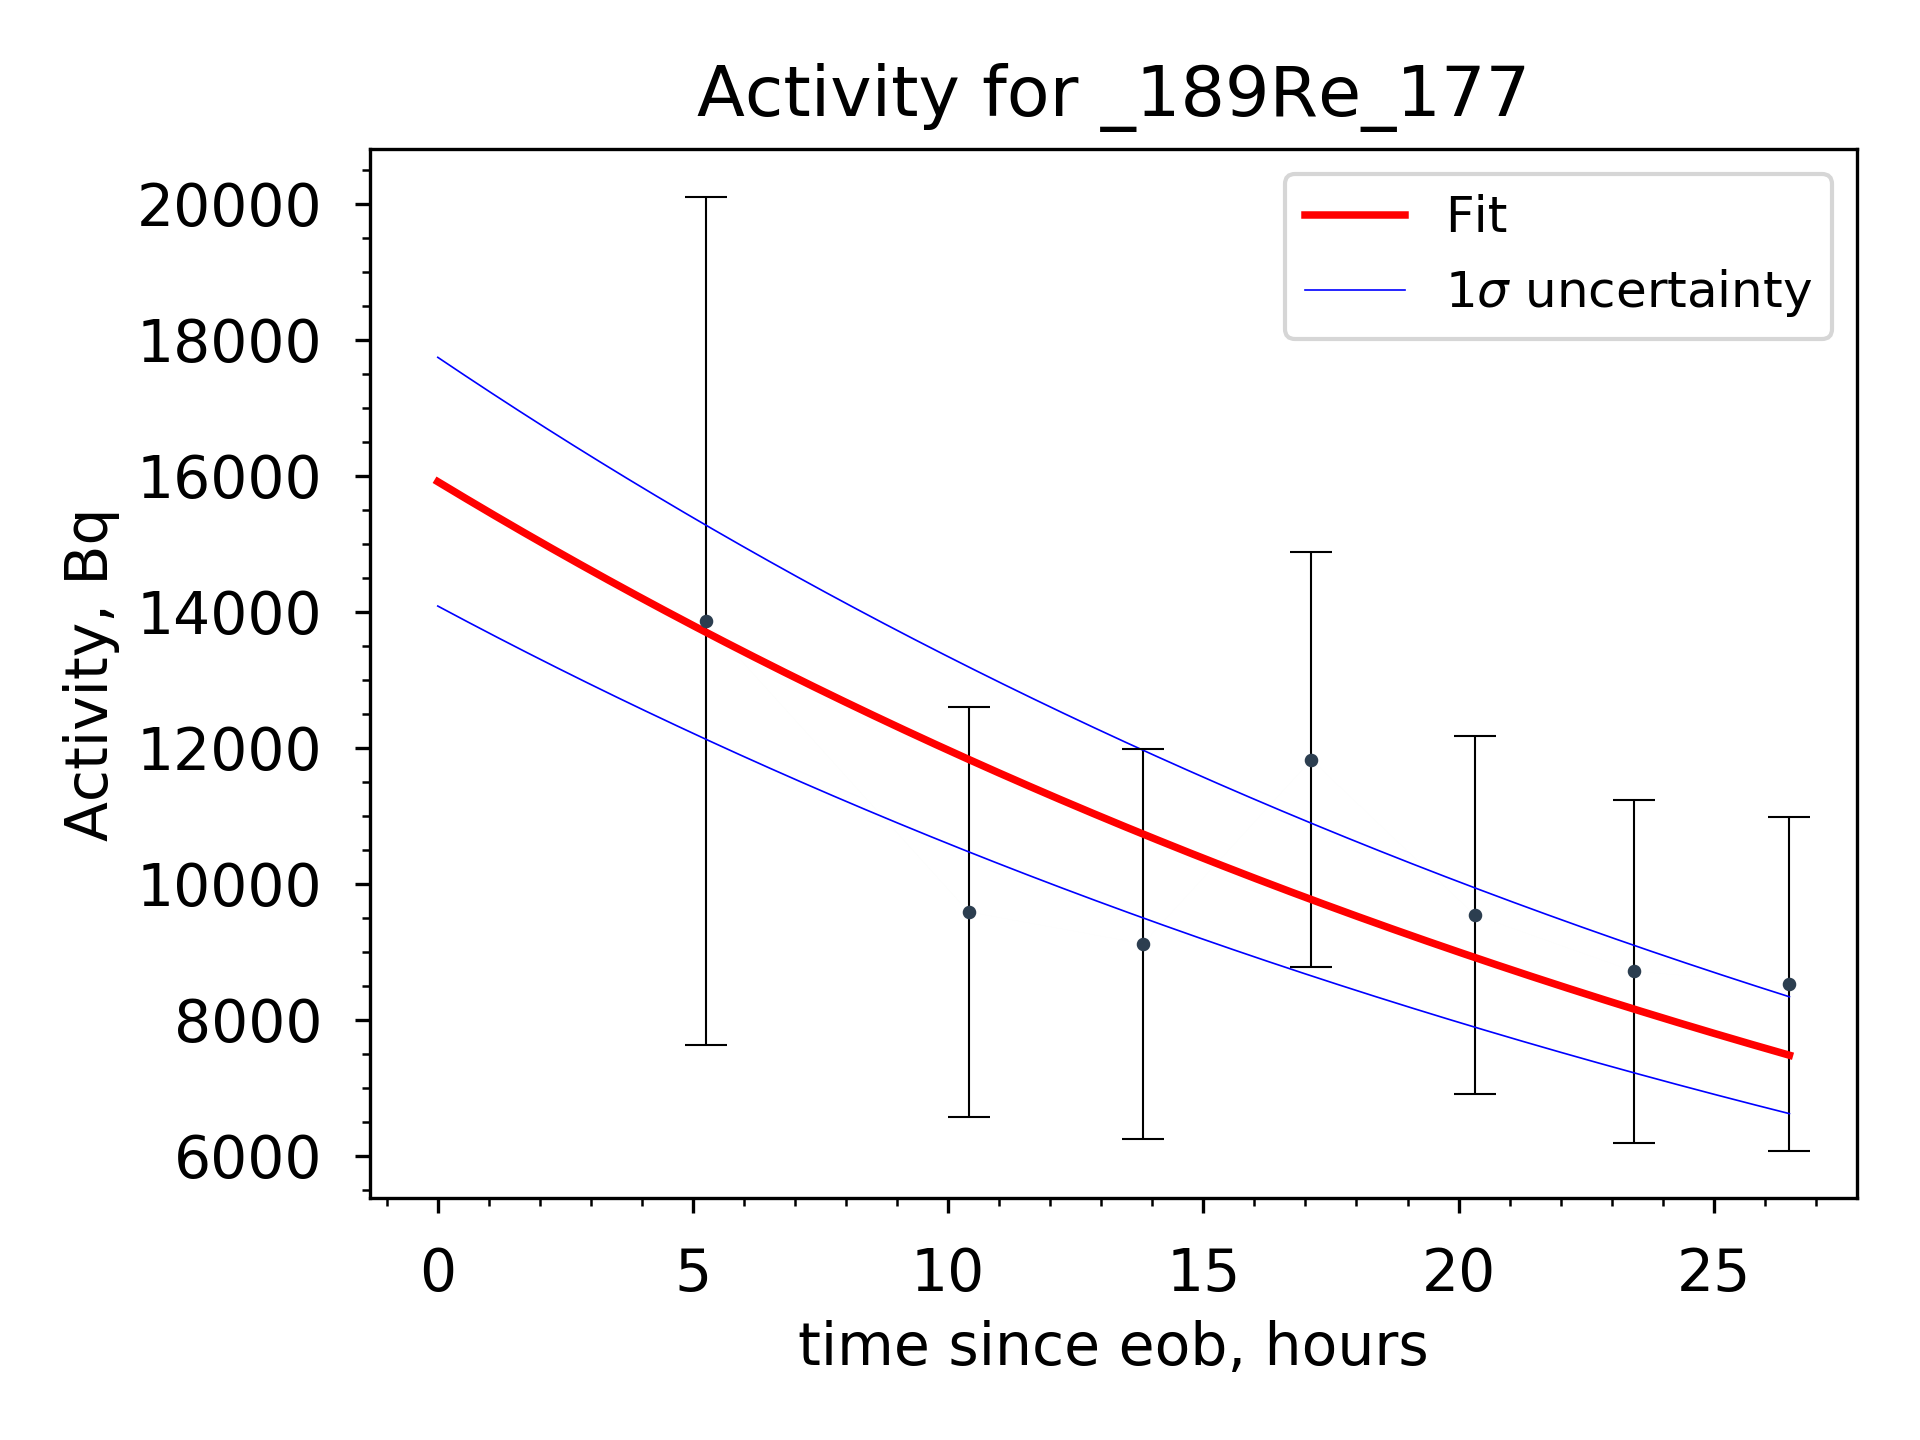 Activity for _189Re_177
Fit
1σ uncertainty
Activity, Bq
20000
18000
16000
14000
12000
10000
8000
6000
0 5 10 15 20 25
time since eob, hours